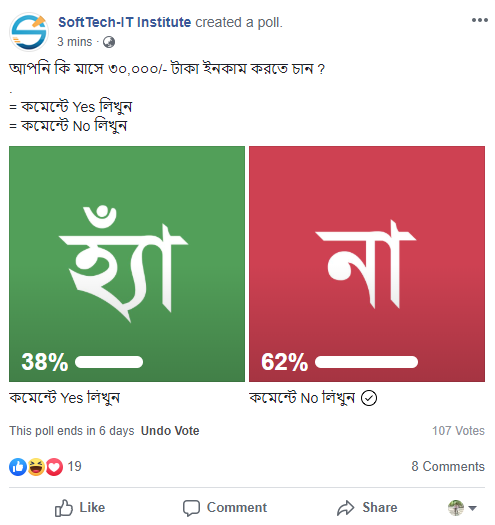 SoftTech-IT Institute created a poll.
3 mins ·
আপনি কি মাসে ৩০,০০০/- টাকা ইনকাম করতে চান ?
.
= কমেন্টে Yes লিখুন
= কমেন্টে No লিখুন
হ্যাঁ
না
38%
62%
কমেন্টে Yes লিখুন
কমেন্টে No লিখুন
This poll ends in 6 days Undo Vote
107 Votes
19
8 Comments
Like
Comment
Share